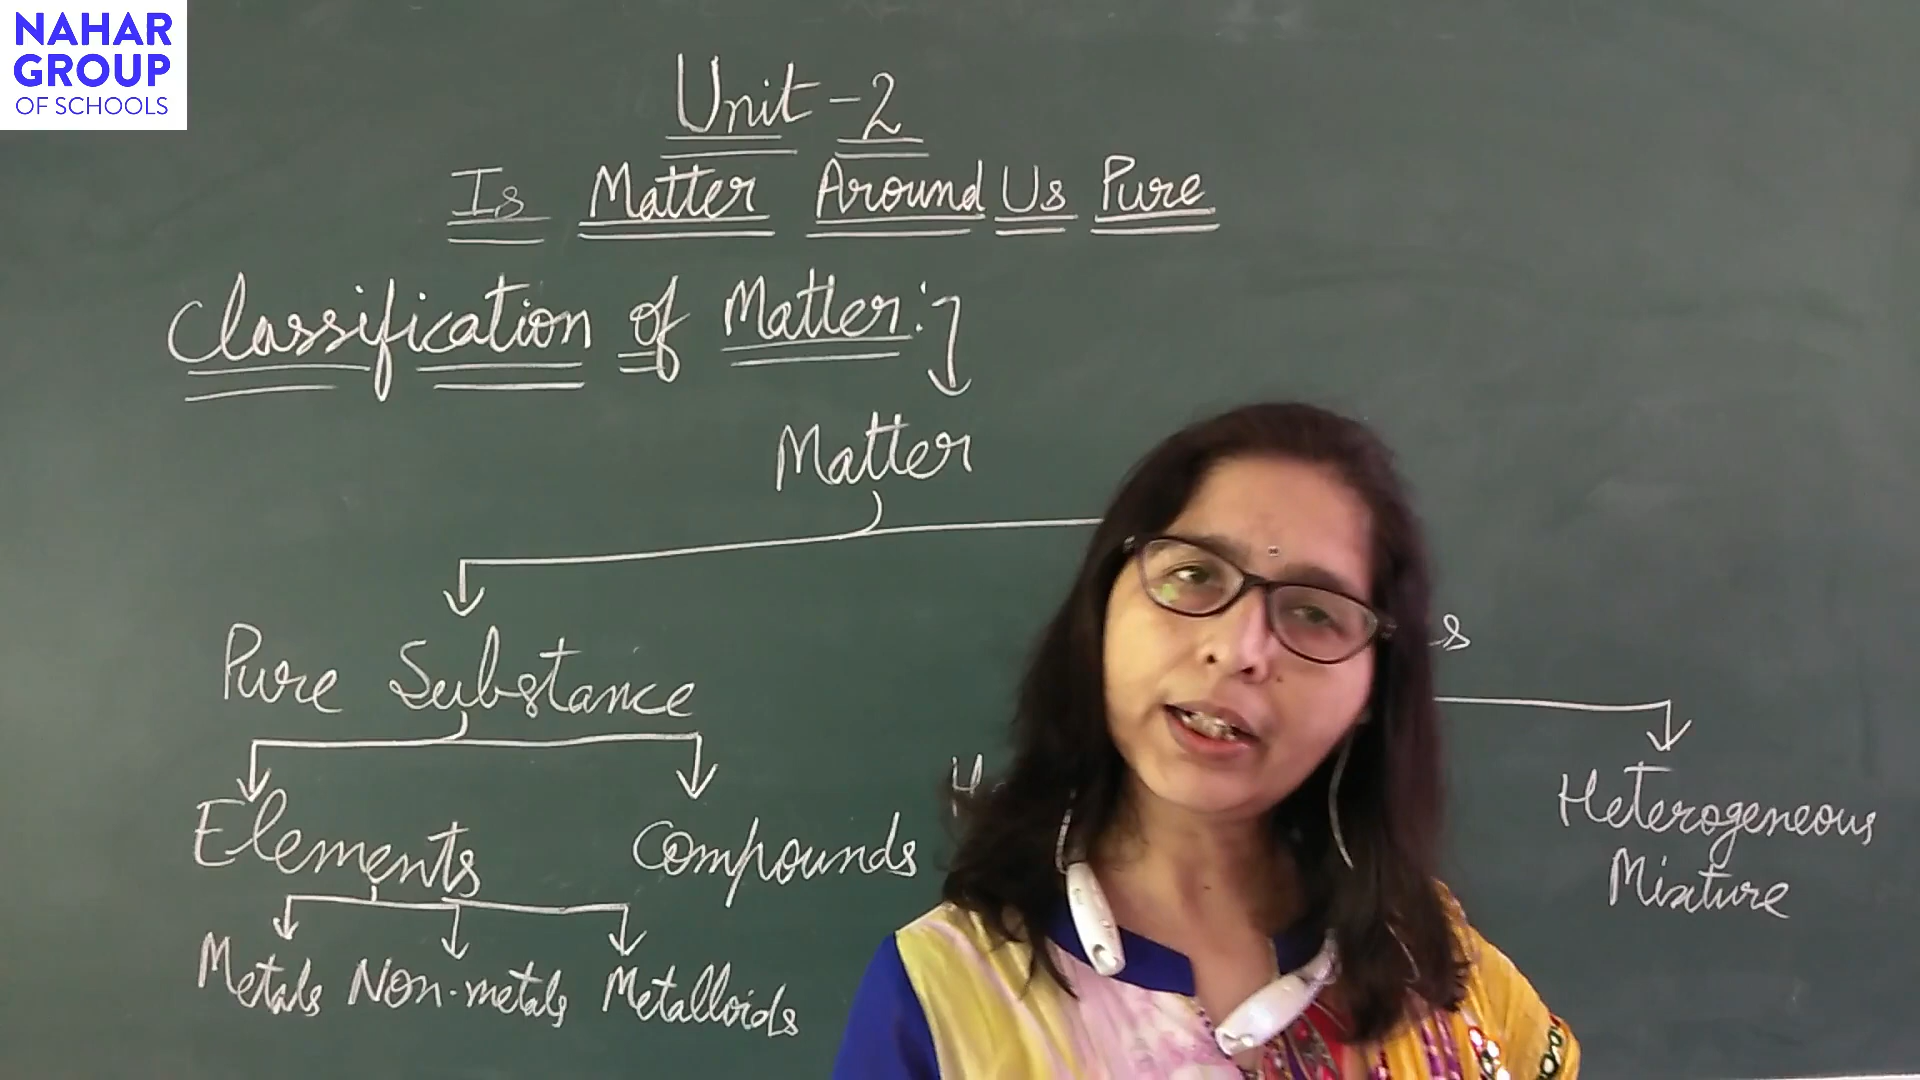 NAHAR
GROUP
OF SCHOOLS
Unit-2
Is Matter Around Us Pure
Classification of Matter:
Matter
Pure Substance
Elements
Compounds
Heterogeneous
Mixture
Metals Non-metals Metalloids